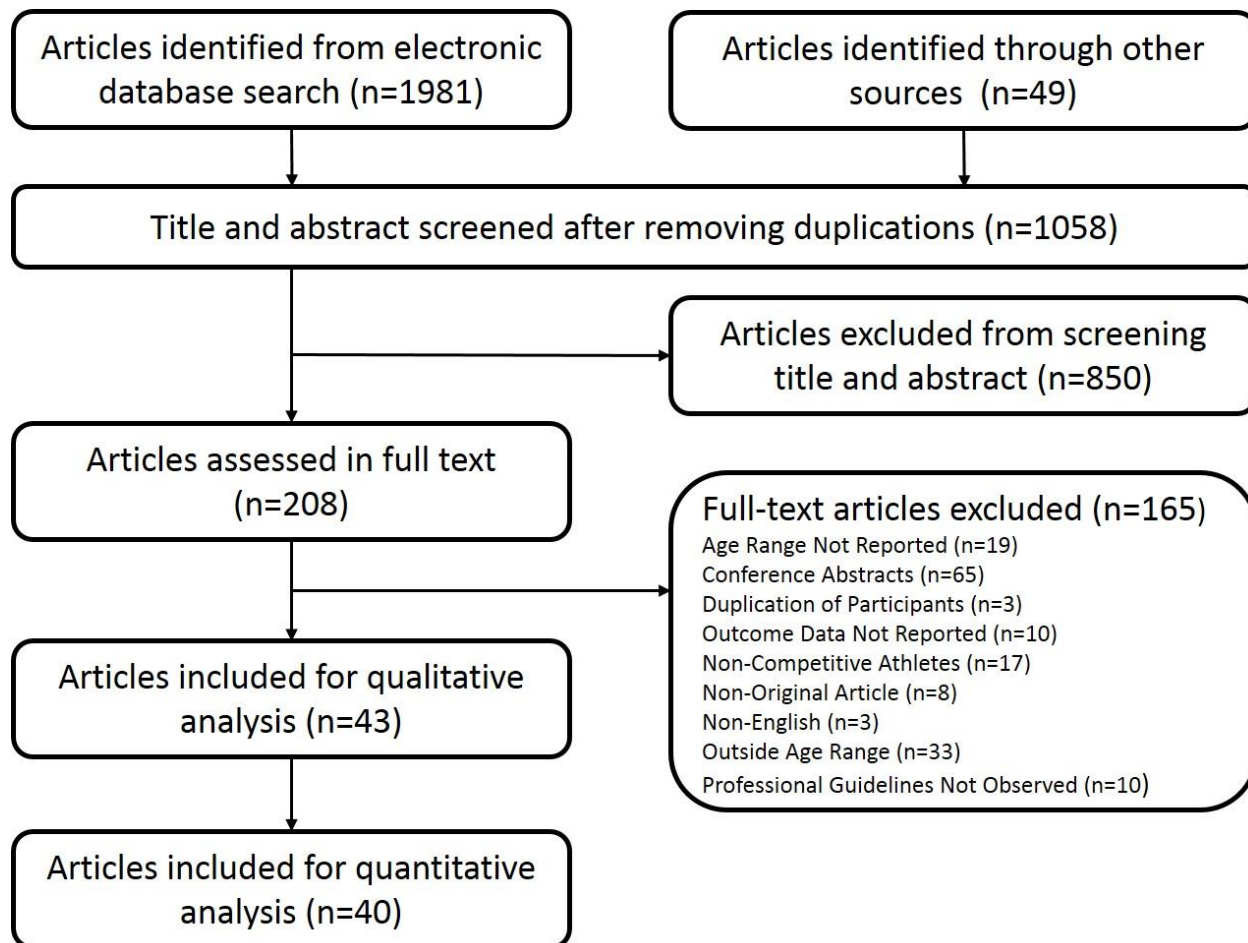 Articles identified from electronic
database search (n=1981)
Articles identified through other
sources (n=49)
Title and abstract screened after removing duplications (n=1058)
Articles excluded from screening
title and abstract (n=850)
Articles assessed in full text
(n=208)
Full-text articles excluded (n=165)
Age Range Not Reported (n=19)
Conference Abstracts (n=65)
Duplication of Participants (n=3)
Outcome Data Not Reported (n=10)
Non-Competitive Athletes (n=17)
Non-Original Article (n=8)
Non-English (n=3)
Outside Age Range (n=33)
Professional Guidelines Not Observed (n=10)
Articles included for qualitative
analysis (n=43)
Articles included for quantitative
analysis (n=40)